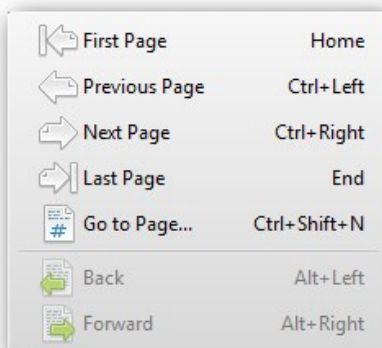 First Page Home
Previous Page Ctrl+Left
Next Page Ctrl+Right
Last Page End
# Go to Page... Ctrl+Shift+N
Back Alt+Left
Forward Alt+Right